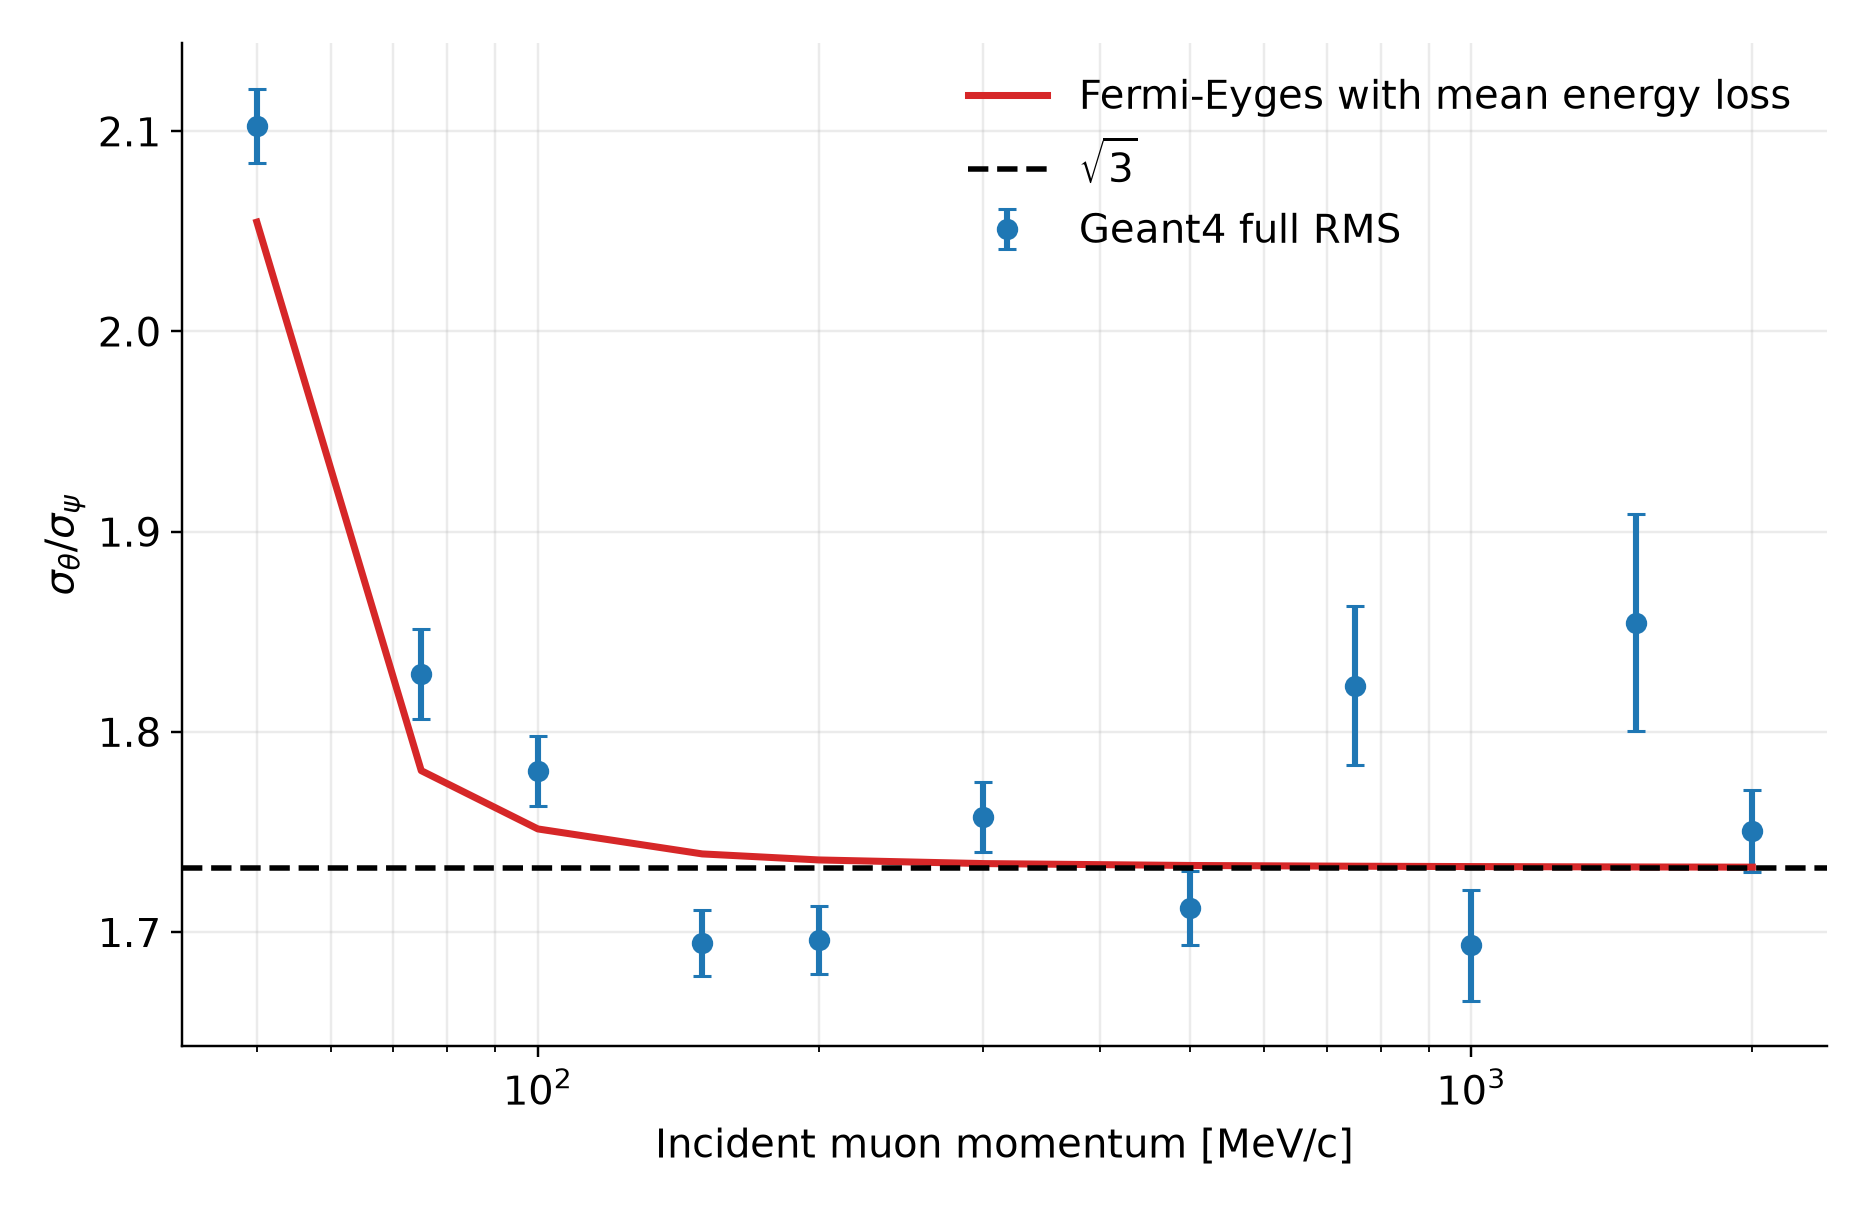 Fermi-Eyges with mean energy loss
√3
Geant4 full RMS
σθ/σψ
2.1
2.0
1.9
1.8
1.7
10²
10³
Incident muon momentum [MeV/c]